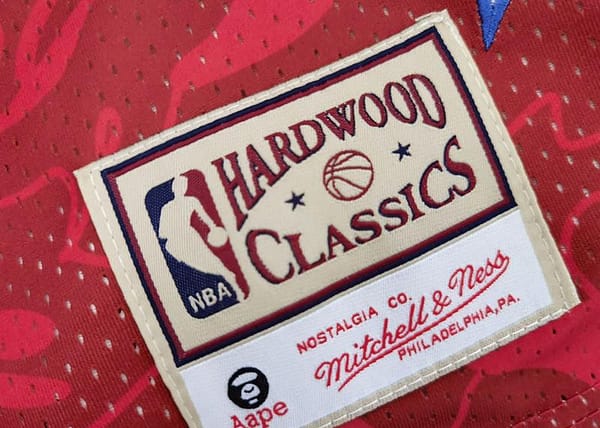 HARDWOOD
CLASSICS
NBA
NOSTALGIA CO.
Mitchell & Ness
PHILADELPHIA, PA.
Aape